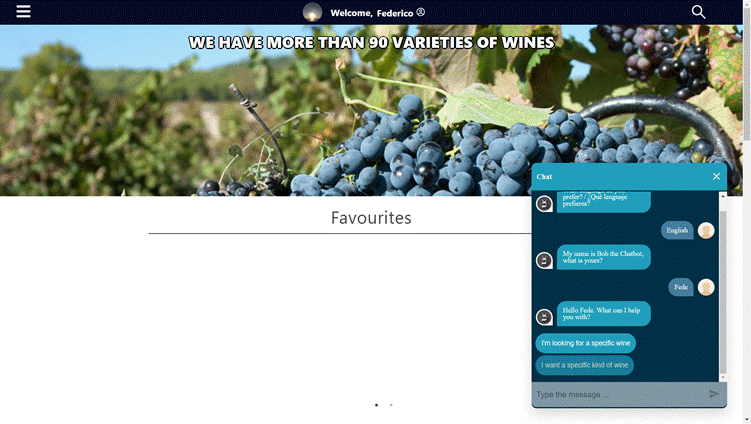 Welcome, Federico
WE HAVE MORE THAN 90 VARIETIES OF WINES
Favourites
Chat
prefer? / ¿Qué lenguaje
prefieres?
English
My name is Bob the Chatbot,
what is yours?
Fede
Hello Fede. What can I help
you with?
I'm looking for a specific wine
I want a specific kind of wine
Type the message ...